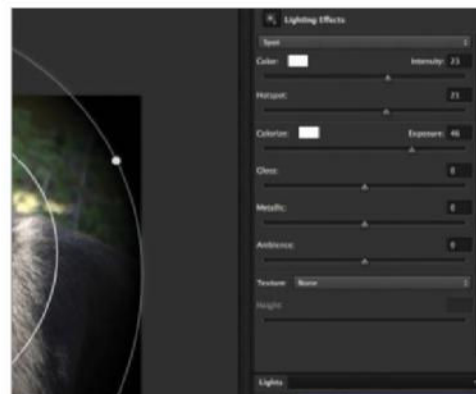 Lighting Effects
Spot
Color: Intensity: 23
Hotspot: 21
Colorize: Exposure: 46
Gloss: 0
Metallic: 0
Ambience: 0
Texture: None
Height:
Lights